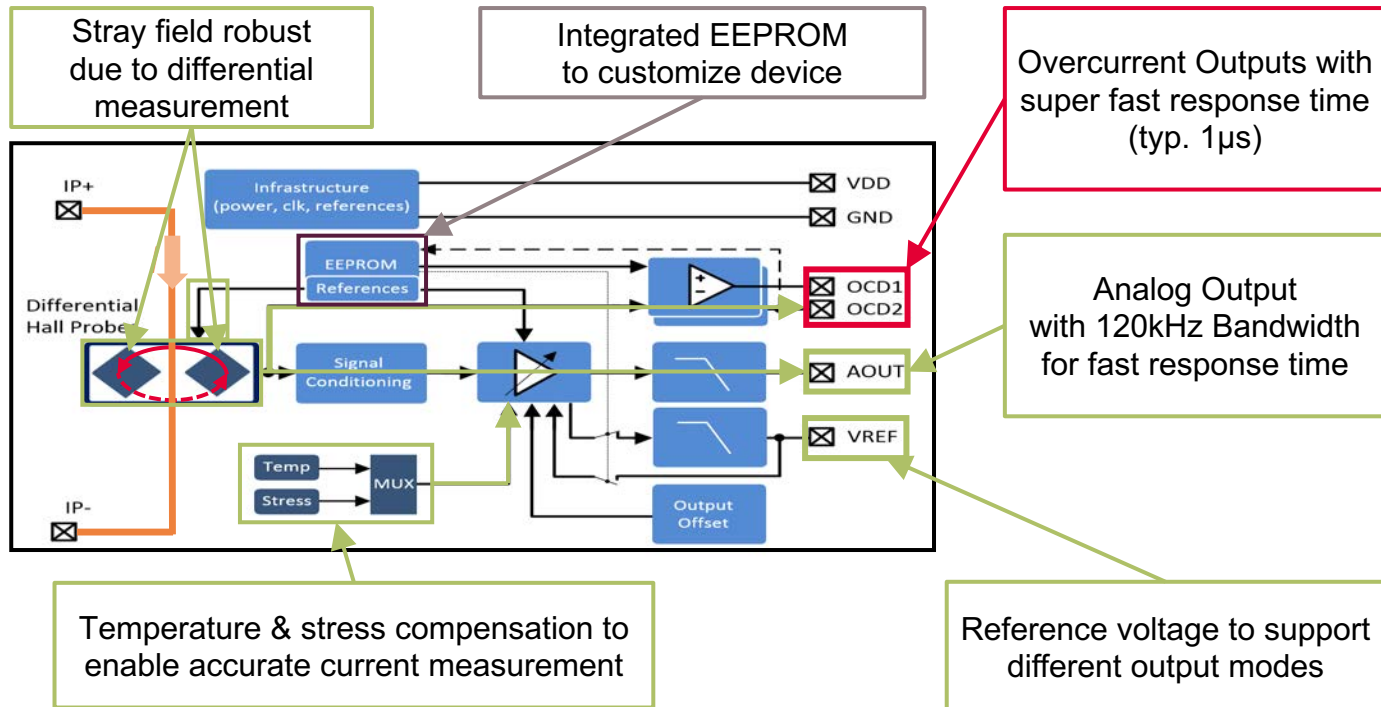 Stray field robust
due to differential
measurement
Integrated EEPROM
to customize device
Overcurrent Outputs with
super fast response time
(typ. 1µs)
IP+
Infrastructure
(power, clk, references)
VDD
GND
EEPROM
References
+
−
OCD1
OCD2
Differential
Hall Probe
Signal
Conditioning
AOUT
Analog Output
with 120kHz Bandwidth
for fast response time
VREF
Temp
Stress
MUX
Output
Offset
IP-
Temperature & stress compensation to
enable accurate current measurement
Reference voltage to support
different output modes